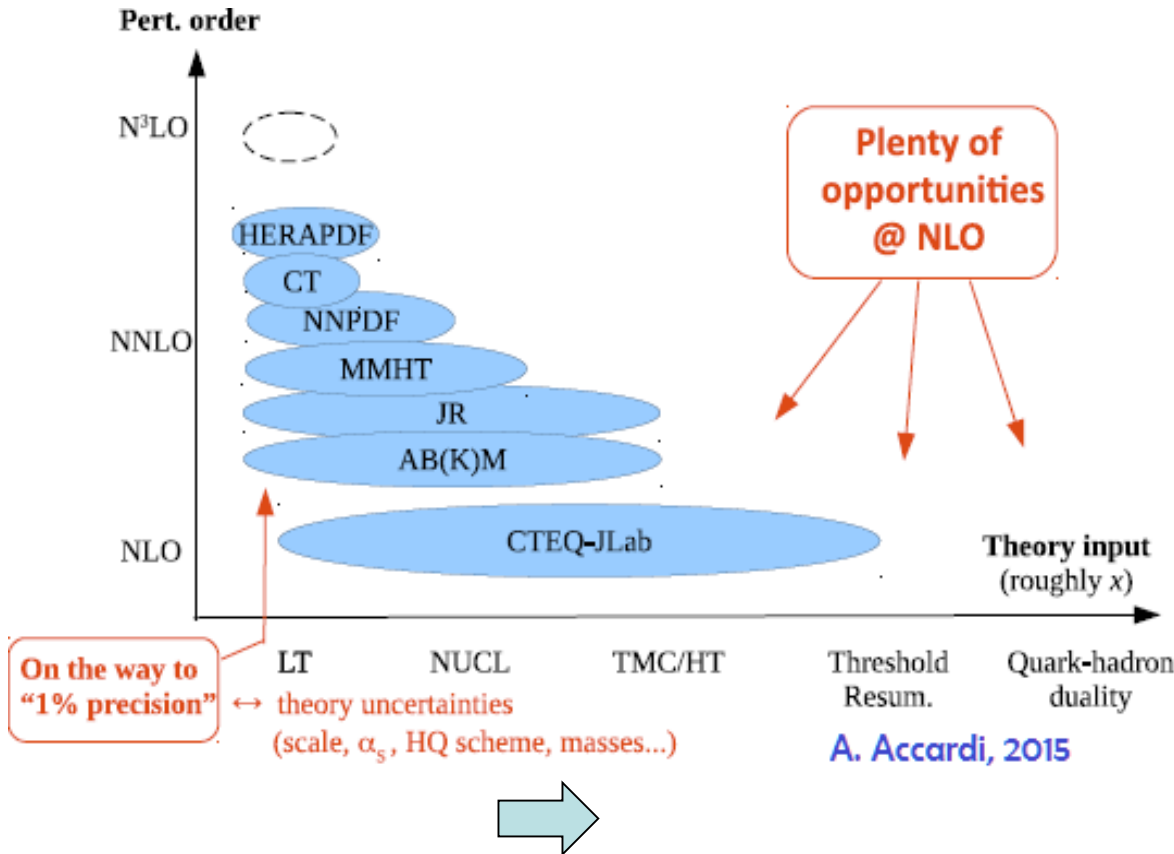 Pert. order
N³LO
Plenty of
opportunities
@ NLO
HERAPDF
CT
NNPDF
NNLO
MMHT
JR
AB(K)M
NLO
CTEQ-JLab
Theory input
(roughly x)
On the way to
“1% precision”
LT
NUCL
TMC/HT
Threshold
Resum.
Quark-hadron
duality
↔ theory uncertainties
(scale, αₛ, HQ scheme, masses...)
A. Accardi, 2015